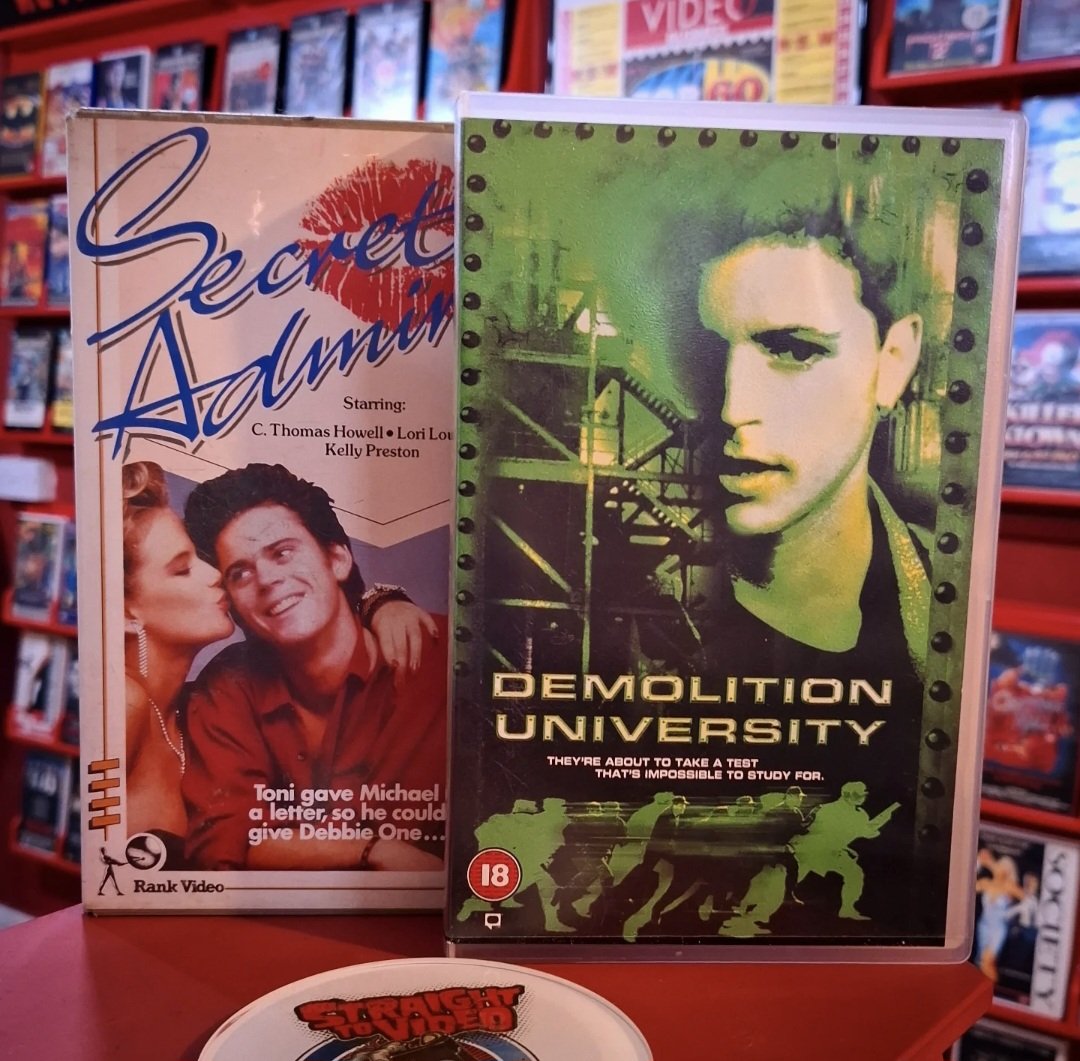 VIDEO
Secret
Admir
Starring:
C. Thomas Howell • Lori Lou
Kelly Preston
Toni gave Michael
a letter, so he could
give Debbie One...
Rank Video
DEMOLITION
UNIVERSITY
THEY'RE ABOUT TO TAKE A TEST
THAT'S IMPOSSIBLE TO STUDY FOR.
18
KILLER
KLOWNS
SOCIETY
STRAIGHT
TO VIDEO